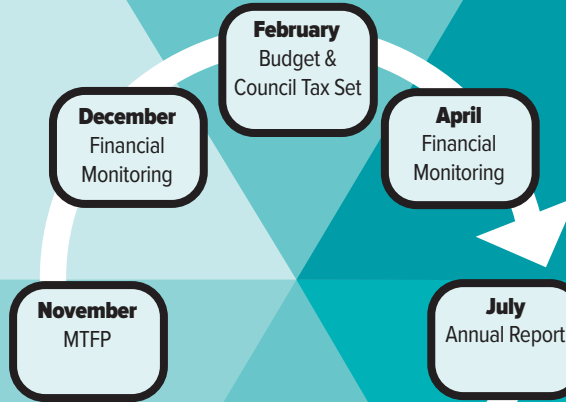 February
Budget &
Council Tax Set
December
Financial
Monitoring
April
Financial
Monitoring
November
MTFP
July
Annual Report